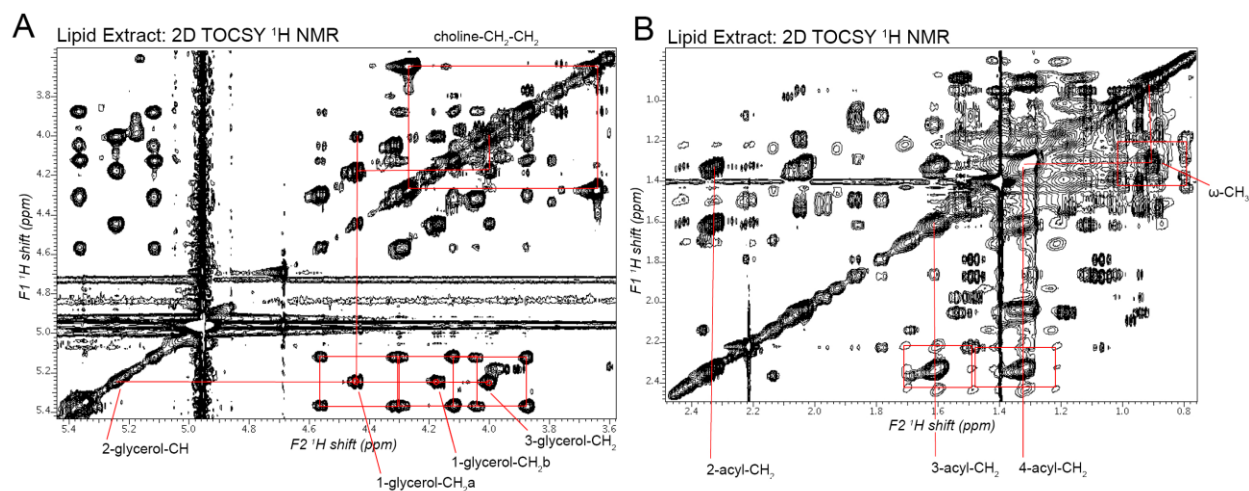 A
Lipid Extract: 2D TOCSY ¹H NMR
choline-CH₂-CH₂
F1 ¹H shift (ppm)
3.8
4.0
4.2
4.4
4.6
4.8
5.0
5.2
5.4
5.4 5.2 5.0 4.8 4.6 4.4 4.2 4.0 3.8 3.6
F2 ¹H shift (ppm)
2-glycerol-CH
3-glycerol-CH₂
1-glycerol-CH₂b
1-glycerol-CH₂a
B
Lipid Extract: 2D TOCSY ¹H NMR
F1 ¹H shift (ppm)
1.0
1.2
1.4
1.6
1.8
2.0
2.2
2.4
ω-CH₃
2.4 2.2 2.0 1.8 1.6 1.4 1.2 1.0 0.8
F2 ¹H shift (ppm)
2-acyl-CH₂
3-acyl-CH₂
4-acyl-CH₂